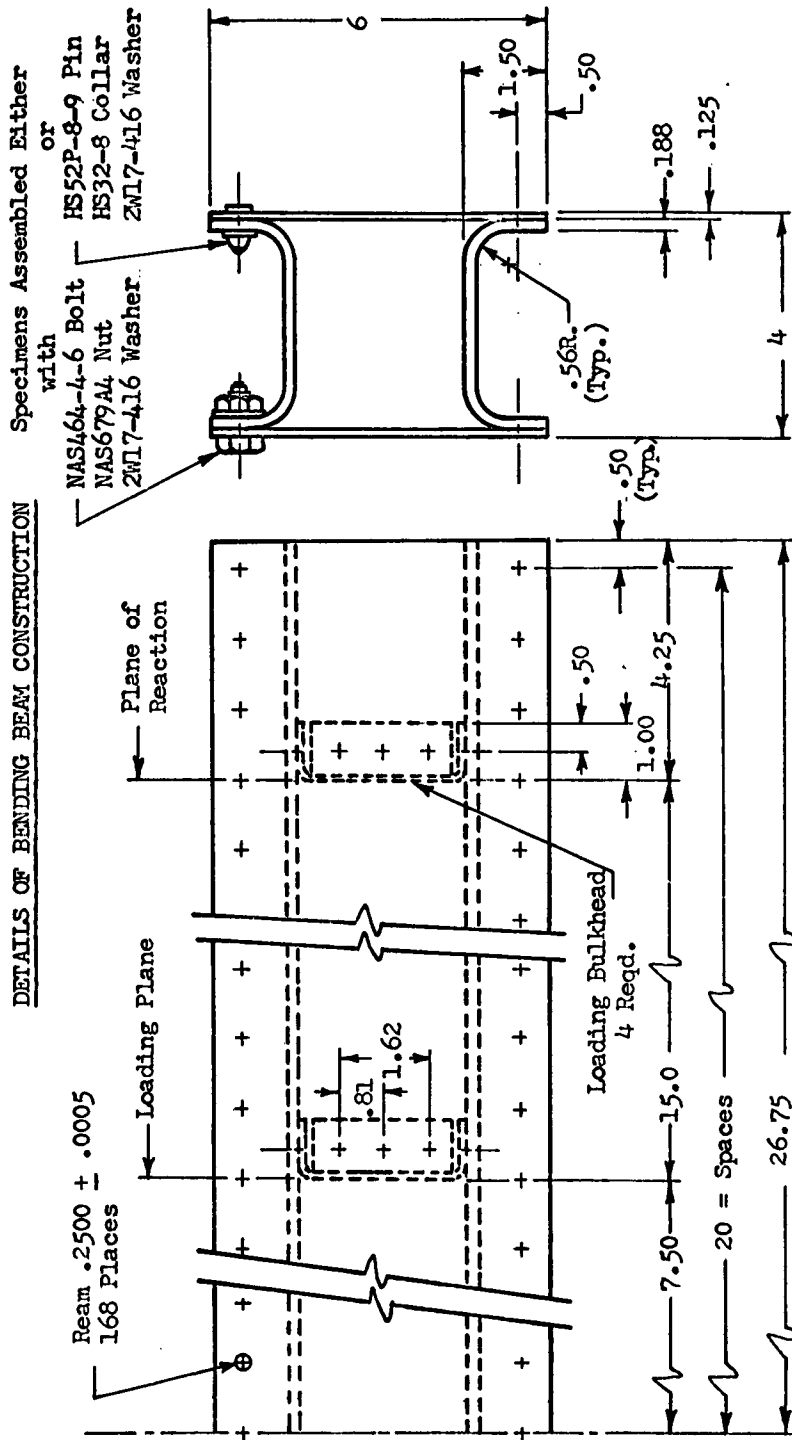 DETAILS OF BENDING BEAM CONSTRUCTION
Specimens Assembled Either
with
or
NAS464-4-6 Bolt
NAS679A4 Nut
2W17-416 Washer
HS52P-8-9 Pin
HS32-8 Collar
2W17-416 Washer
Ream .2500 ± .0005
168 Places
Loading Plane
Plane of
Reaction
.81
1.62
Loading Bulkhead
4 Reqd.
.50
1.00
.50
(Typ.)
7.50
15.0
4.25
20 = Spaces
26.75
6
1.50
.50
.56R.
(Typ.)
.188
.125
4